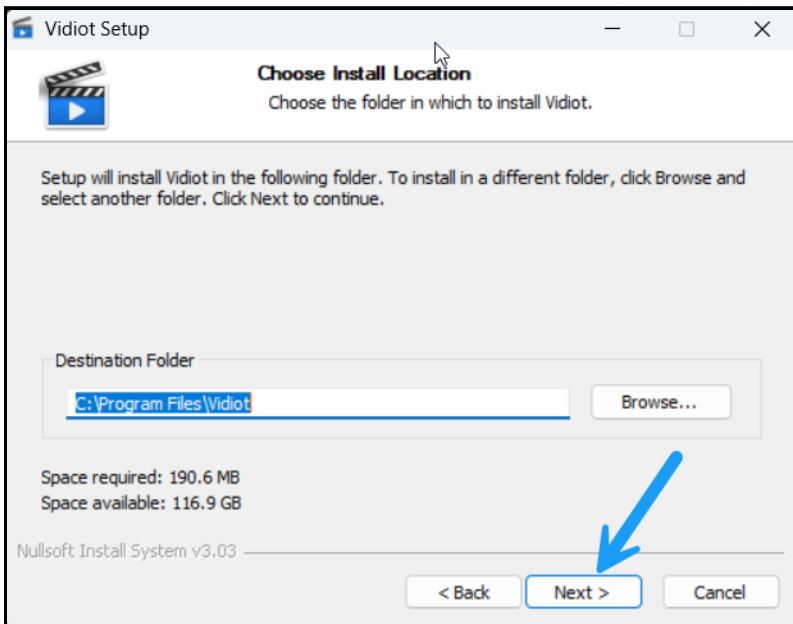 Vidiot Setup
Choose Install Location
Choose the folder in which to install Vidiot.
Setup will install Vidiot in the following folder. To install in a different folder, click Browse and
select another folder. Click Next to continue.
Destination Folder
C:\Program Files\Vidiot
Browse...
Space required: 190.6 MB
Space available: 116.9 GB
Nullsoft Install System v3.03
< Back
Next >
Cancel